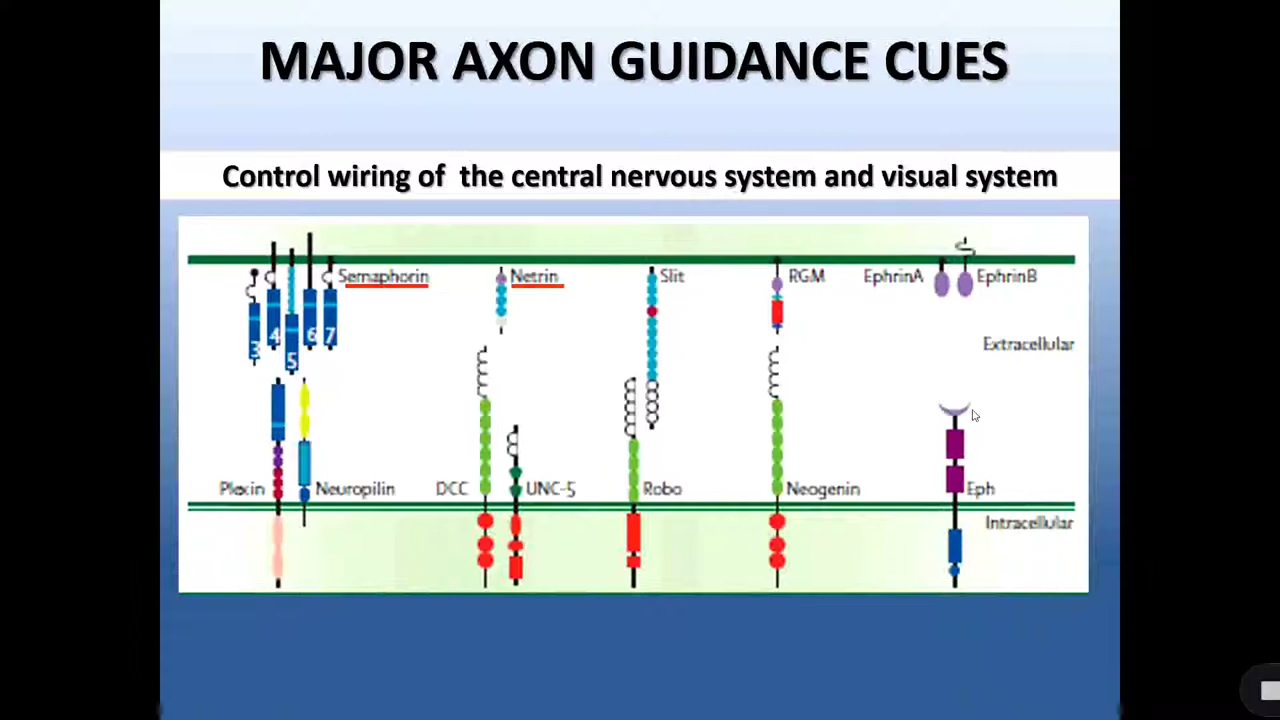 MAJOR AXON GUIDANCE CUES
Control wiring of the central nervous system and visual system
Semaphorin Netrin Slit RGM EphrinA EphrinB
3 4 5 6 7
Extracellular
Plexin Neuropilin DCC UNC-5 Robo Neogenin Eph
Intracellular